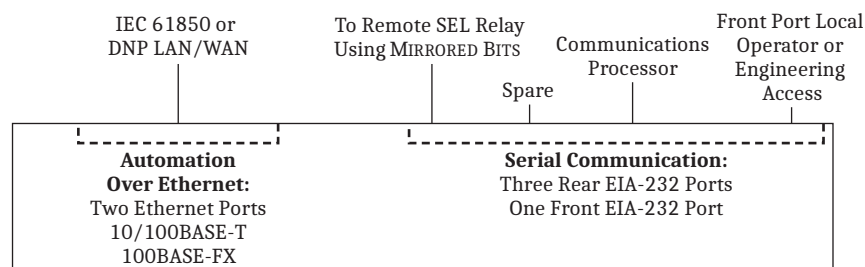 IEC 61850 or
DNP LAN/WAN
To Remote SEL Relay
Using MIRRORED BITS
Spare
Communications
Processor
Front Port Local
Operator or
Engineering
Access
Automation
Over Ethernet:
Two Ethernet Ports
10/100BASE-T
100BASE-FX
Serial Communication:
Three Rear EIA-232 Ports
One Front EIA-232 Port